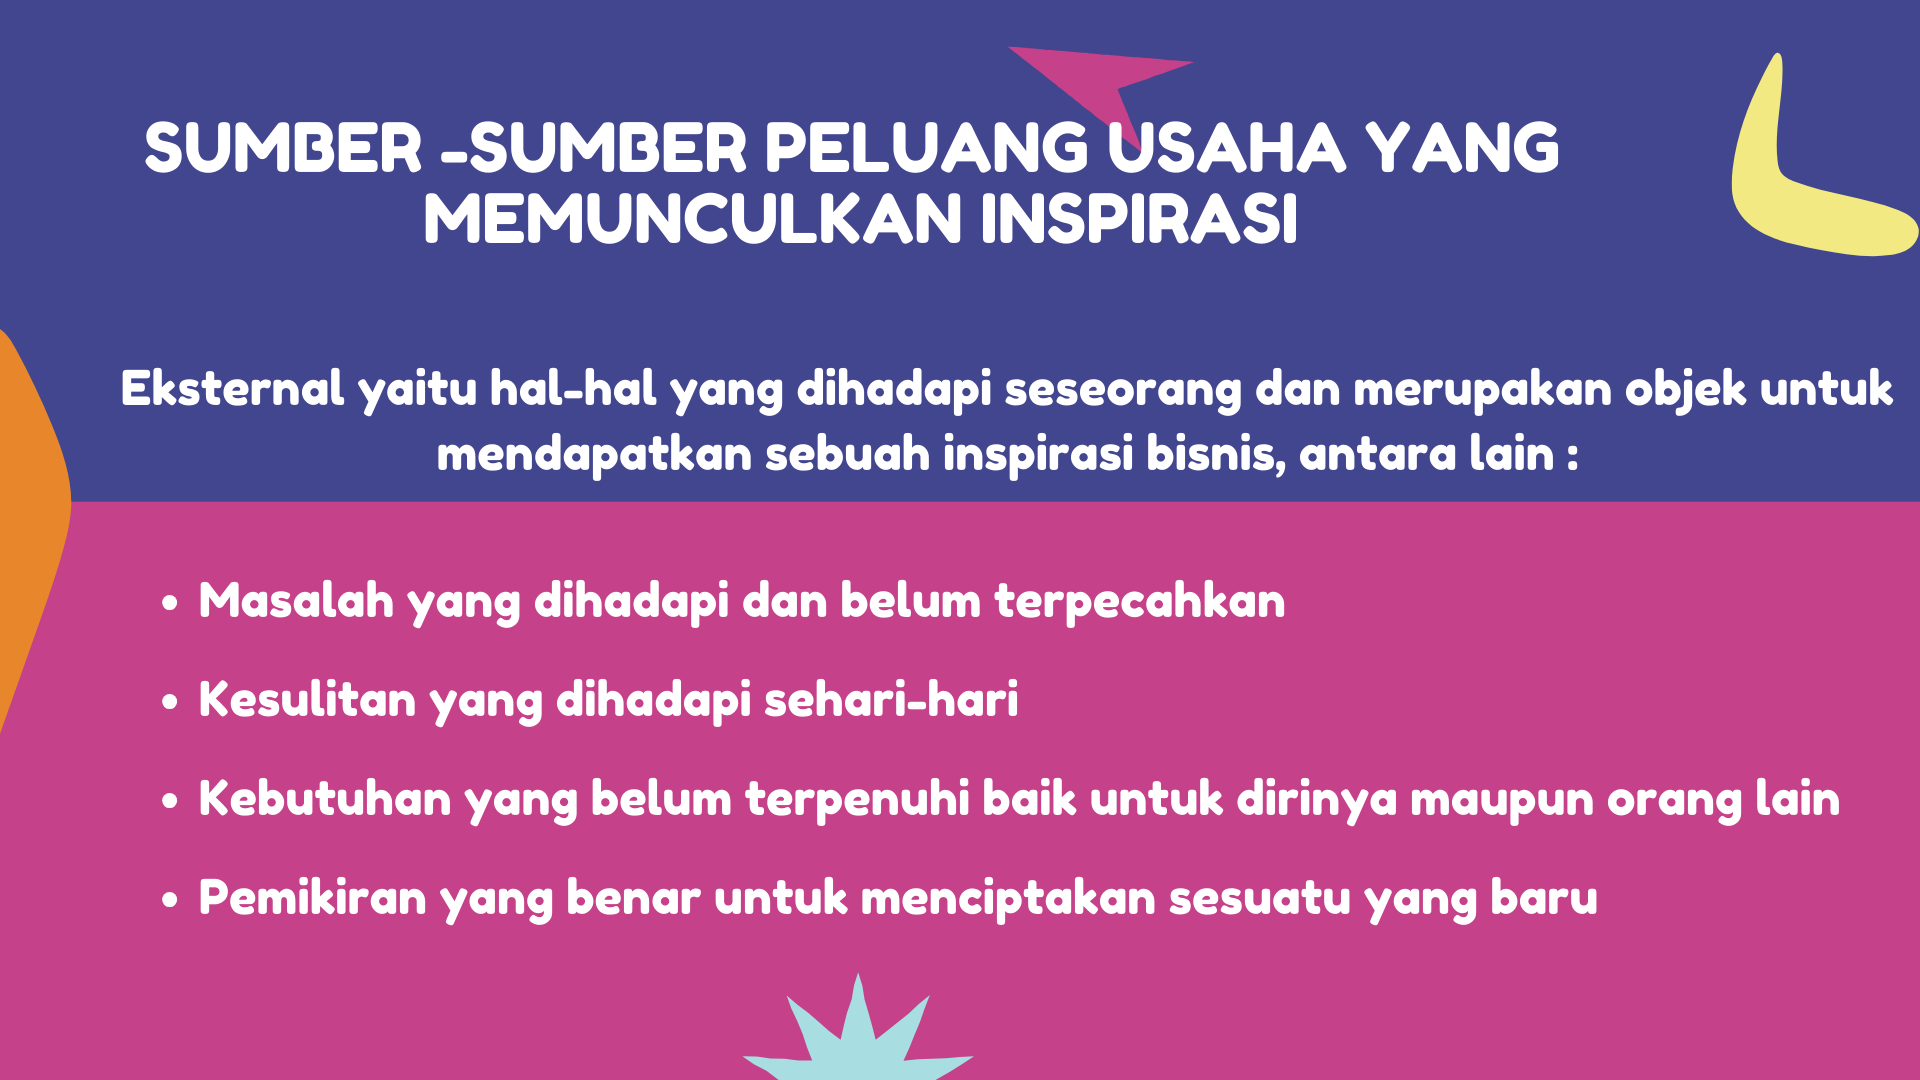 SUMBER -SUMBER PELUANG USAHA YANG
MEMUNCULKAN INSPIRASI
Eksternal yaitu hal-hal yang dihadapi seseorang dan merupakan objek untuk
mendapatkan sebuah inspirasi bisnis, antara lain :
• Masalah yang dihadapi dan belum terpecahkan
• Kesulitan yang dihadapi sehari-hari
• Kebutuhan yang belum terpenuhi baik untuk dirinya maupun orang lain
• Pemikiran yang benar untuk menciptakan sesuatu yang baru